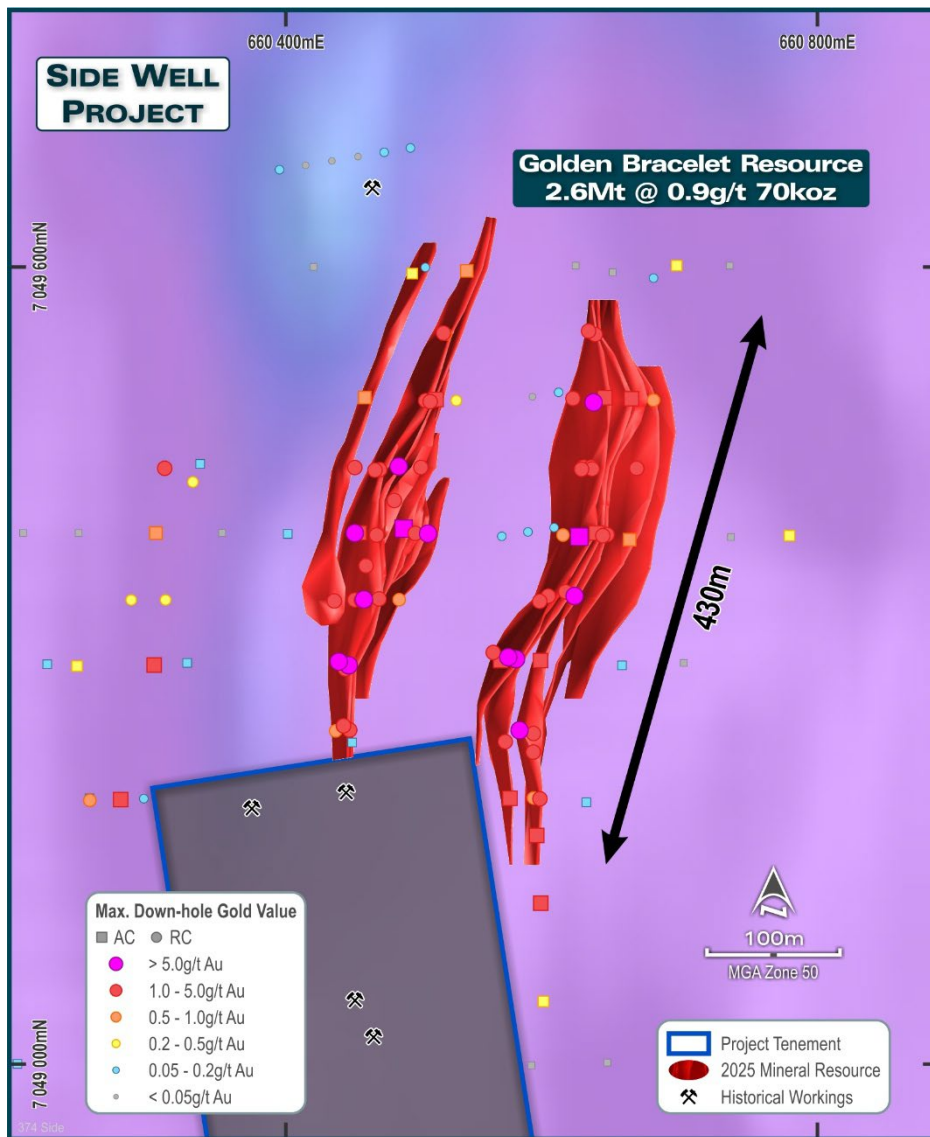 660 400mE
660 800mE
SIDE WELL
PROJECT
Golden Bracelet Resource
2.6Mt @ 0.9g/t 70koz
7 049 600mN
430m
7 049 000mN
Max. Down-hole Gold Value
AC RC
> 5.0g/t Au
1.0 - 5.0g/t Au
0.5 - 1.0g/t Au
0.2 - 0.5g/t Au
0.05 - 0.2g/t Au
< 0.05g/t Au
N
100m
MGA Zone 50
Project Tenement
2025 Mineral Resource
Historical Workings
374 Side